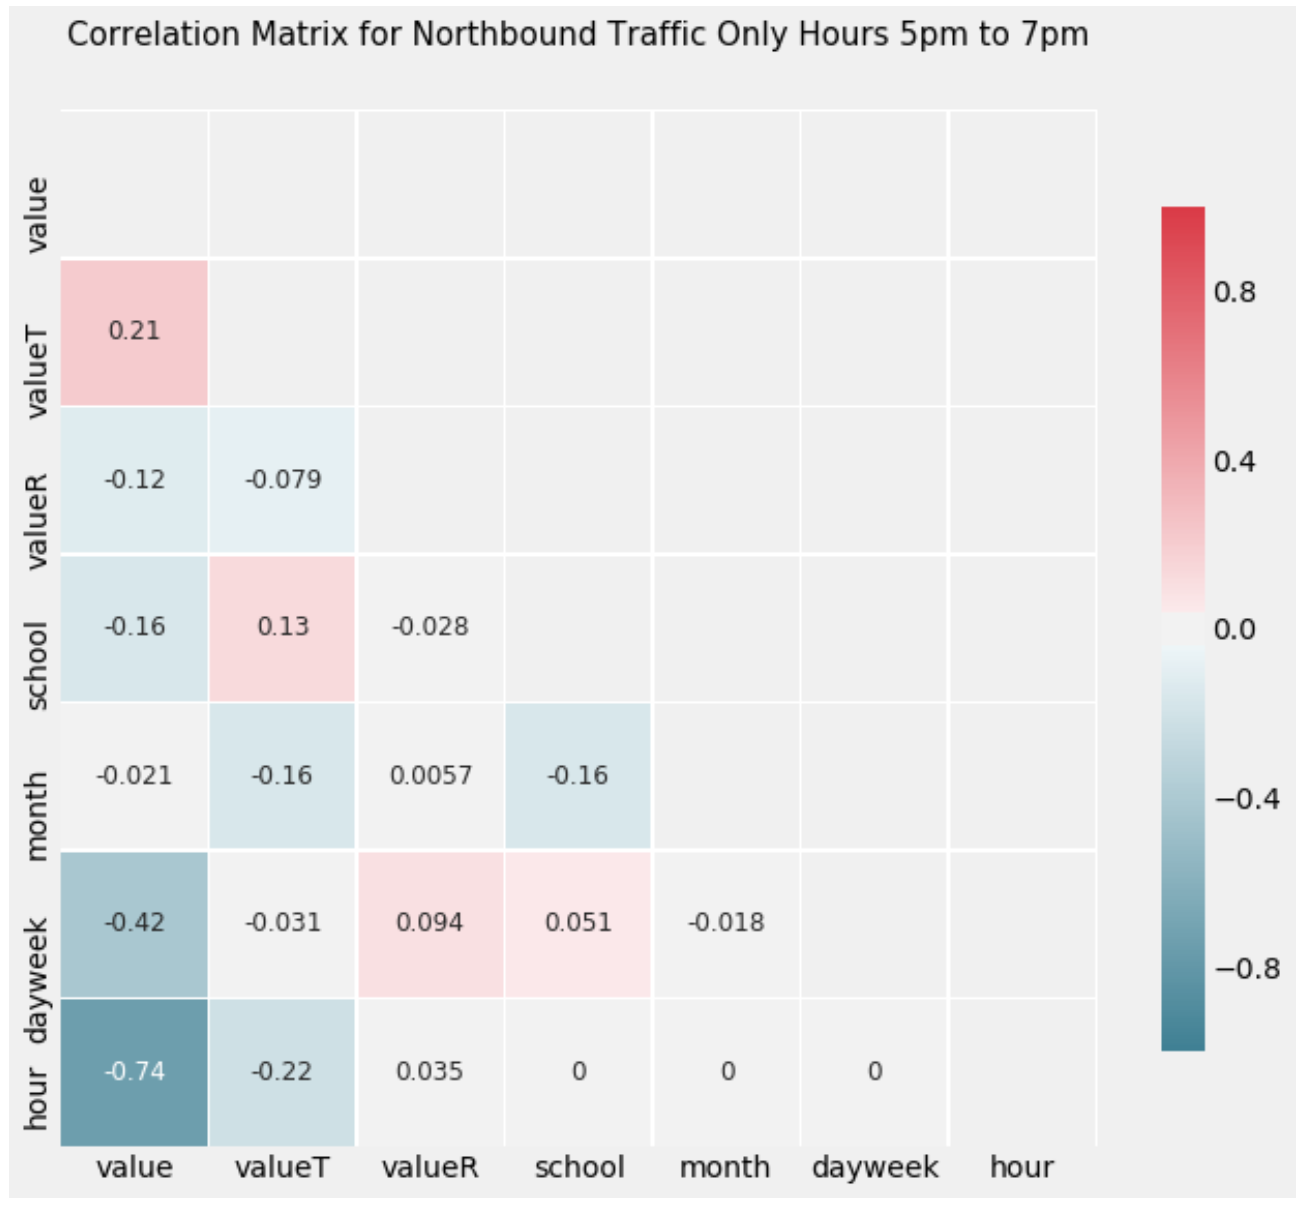 Correlation Matrix for Northbound Traffic Only Hours 5pm to 7pm
value
valueT 0.21
valueR -0.12 -0.079
school -0.16 0.13 -0.028
month -0.021 -0.16 0.0057 -0.16
dayweek -0.42 -0.031 0.094 0.051 -0.018
hour -0.74 -0.22 0.035 0 0 0
value valueT valueR school month dayweek hour
0.8
0.4
0.0
−0.4
−0.8